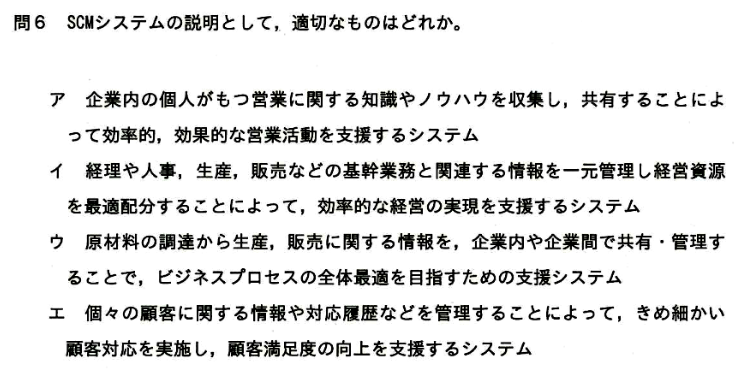 問６　SCMシステムの説明として，適切なものはどれか。
ア　企業内の個人がもつ営業に関する知識やノウハウを収集し，共有することによ
って効率的，効果的な営業活動を支援するシステム
イ　経理や人事，生産，販売などの基幹業務と関連する情報を一元管理し経営資源
を最適配分することによって，効率的な経営の実現を支援するシステム
ウ　原材料の調達から生産，販売に関する情報を，企業内や企業間で共有・管理す
ることで，ビジネスプロセスの全体最適を目指すための支援システム
エ　個々の顧客に関する情報や対応履歴などを管理することによって，きめ細かい
顧客対応を実施し，顧客満足度の向上を支援するシステム